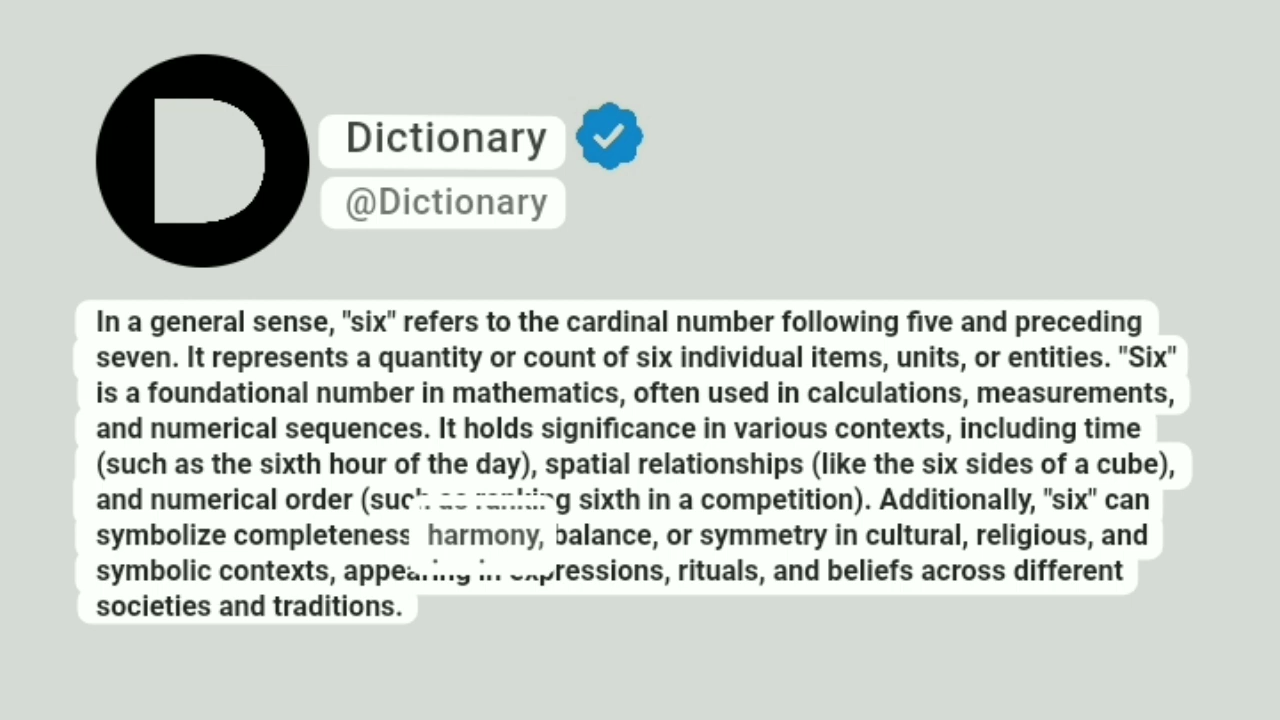 D
Dictionary
@Dictionary
In a general sense, "six" refers to the cardinal number following five and preceding
seven. It represents a quantity or count of six individual items, units, or entities. "Six"
is a foundational number in mathematics, often used in calculations, measurements,
and numerical sequences. It holds significance in various contexts, including time
(such as the sixth hour of the day), spatial relationships (like the six sides of a cube),
and numerical order (such as ranking sixth in a competition). Additionally, "six" can
symbolize completeness harmony, balance, or symmetry in cultural, religious, and
symbolic contexts, appearing in expressions, rituals, and beliefs across different
societies and traditions.